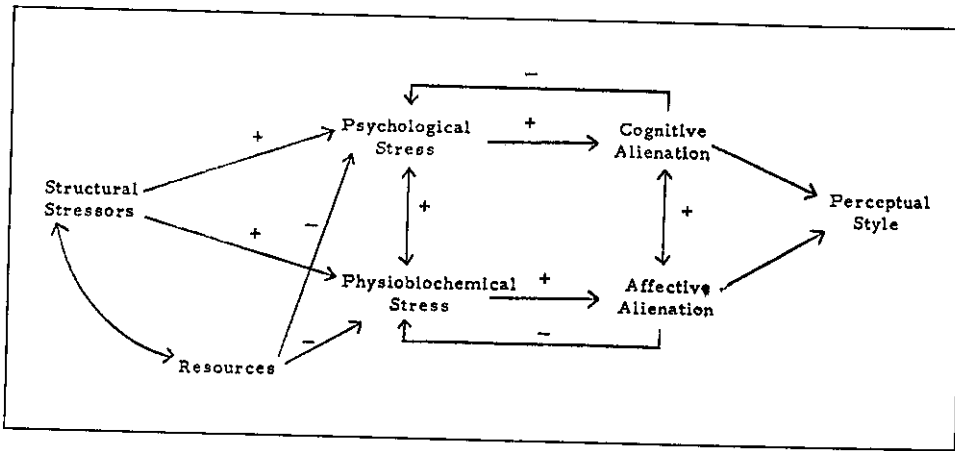 −
+
Psychological
Stress
+
Cognitive
Alienation
Structural
Stressors
−
+
+
+
Perceptual
Style
Physiobiochemical
Stress
+
Affective
Alienation
−
−
Resources